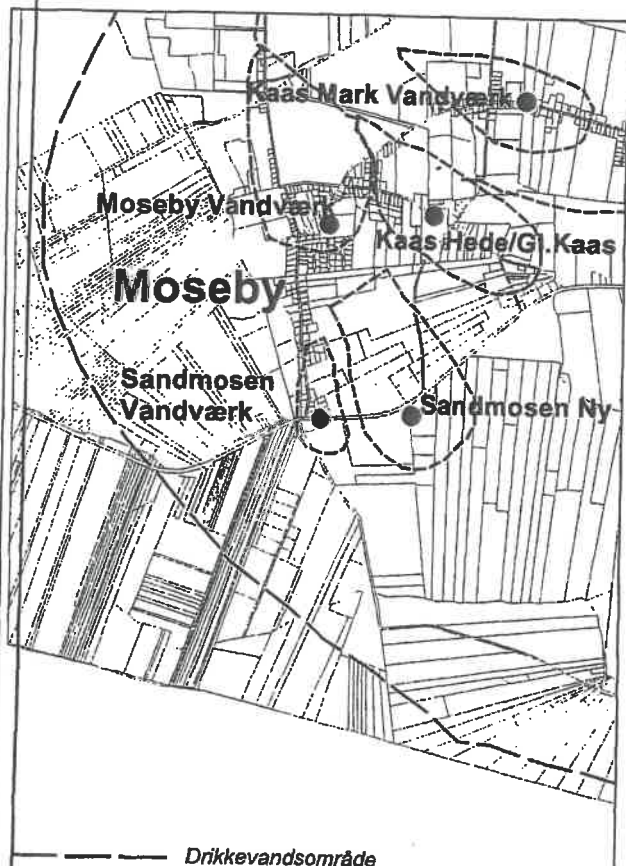 Kaas Mark Vandværk
Moseby Vandværk
Kaas Hede/Gl.Kaas
Moseby
Sandmosen
Vandværk
Sandmosen Ny
Drikkevandsområde